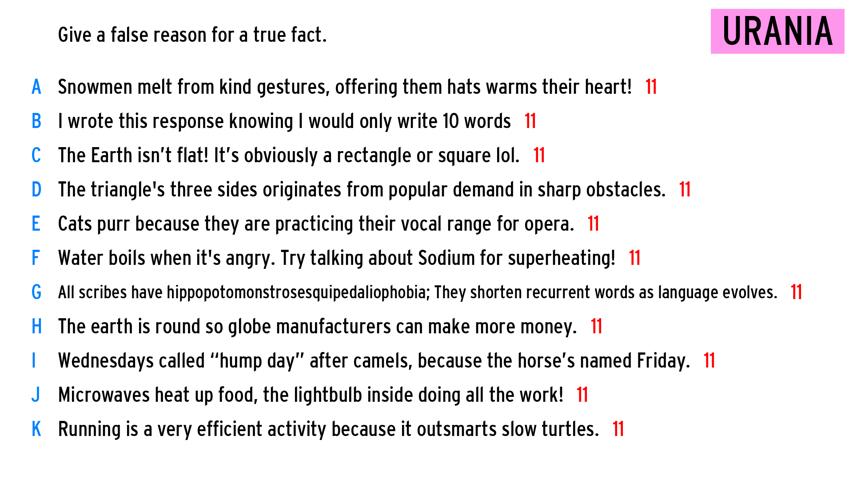 Give a false reason for a true fact.
URANIA
A Snowmen melt from kind gestures, offering them hats warms their heart! 11
B I wrote this response knowing I would only write 10 words 11
C The Earth isn’t flat! It’s obviously a rectangle or square lol. 11
D The triangle's three sides originates from popular demand in sharp obstacles. 11
E Cats purr because they are practicing their vocal range for opera. 11
F Water boils when it's angry. Try talking about Sodium for superheating! 11
G All scribes have hippopotomonstrosesquipedaliophobia; They shorten recurrent words as language evolves. 11
H The earth is round so globe manufacturers can make more money. 11
I Wednesdays called “hump day” after camels, because the horse’s named Friday. 11
J Microwaves heat up food, the lightbulb inside doing all the work! 11
K Running is a very efficient activity because it outsmarts slow turtles. 11